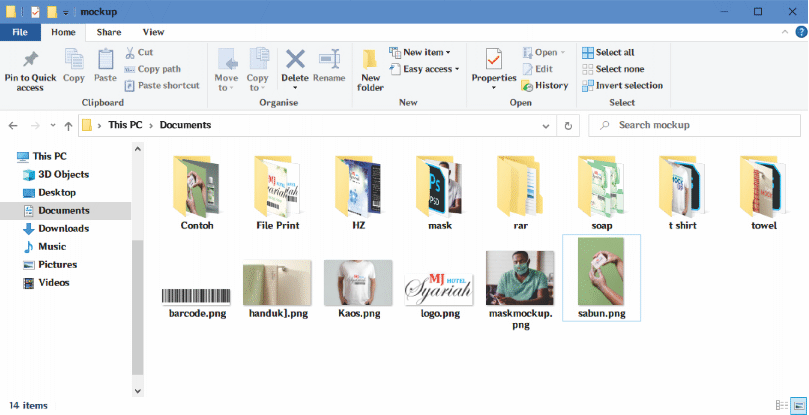 mockup
File Home Share View
Pin to Quick access
Copy
Paste
Cut
Copy path
Paste shortcut
Clipboard
Move to
Copy to
Delete
Rename
Organise
New folder
New item
Easy access
New
Properties
Open
Edit
History
Open
Select all
Select none
Invert selection
Select
This PC > Documents
Search mockup
This PC
3D Objects
Desktop
Documents
Downloads
Music
Pictures
Videos
Contoh
File Print
HZ
mask
rar
soap
t shirt
towel
barcode.png
handuk].png
Kaos.png
MJ HOTEL
Syariah
logo.png
maskmockup.
png
sabun.png
14 items